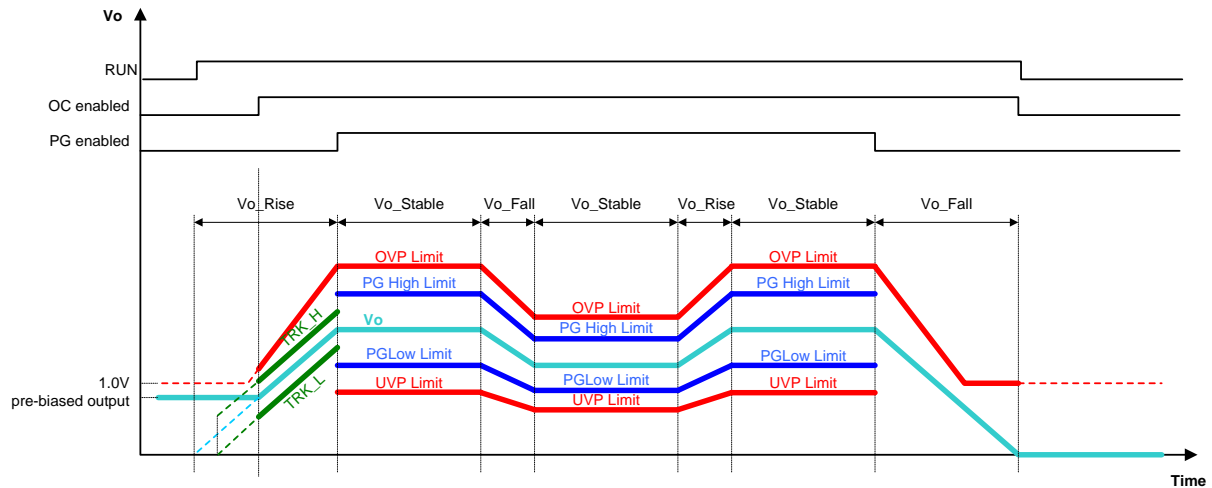 Vo
RUN
OC enabled
PG enabled
Vo_Rise
Vo_Stable
Vo_Fall
Vo_Stable
Vo_Rise
Vo_Stable
Vo_Fall
OVP Limit
OVP Limit
PG High Limit
PG High Limit
OVP Limit
TRK_H
Vo
PG High Limit
PGLow Limit
PGLow Limit
1.0V
TRK_L
UVP Limit
PGLow Limit
UVP Limit
pre-biased output
UVP Limit
Time